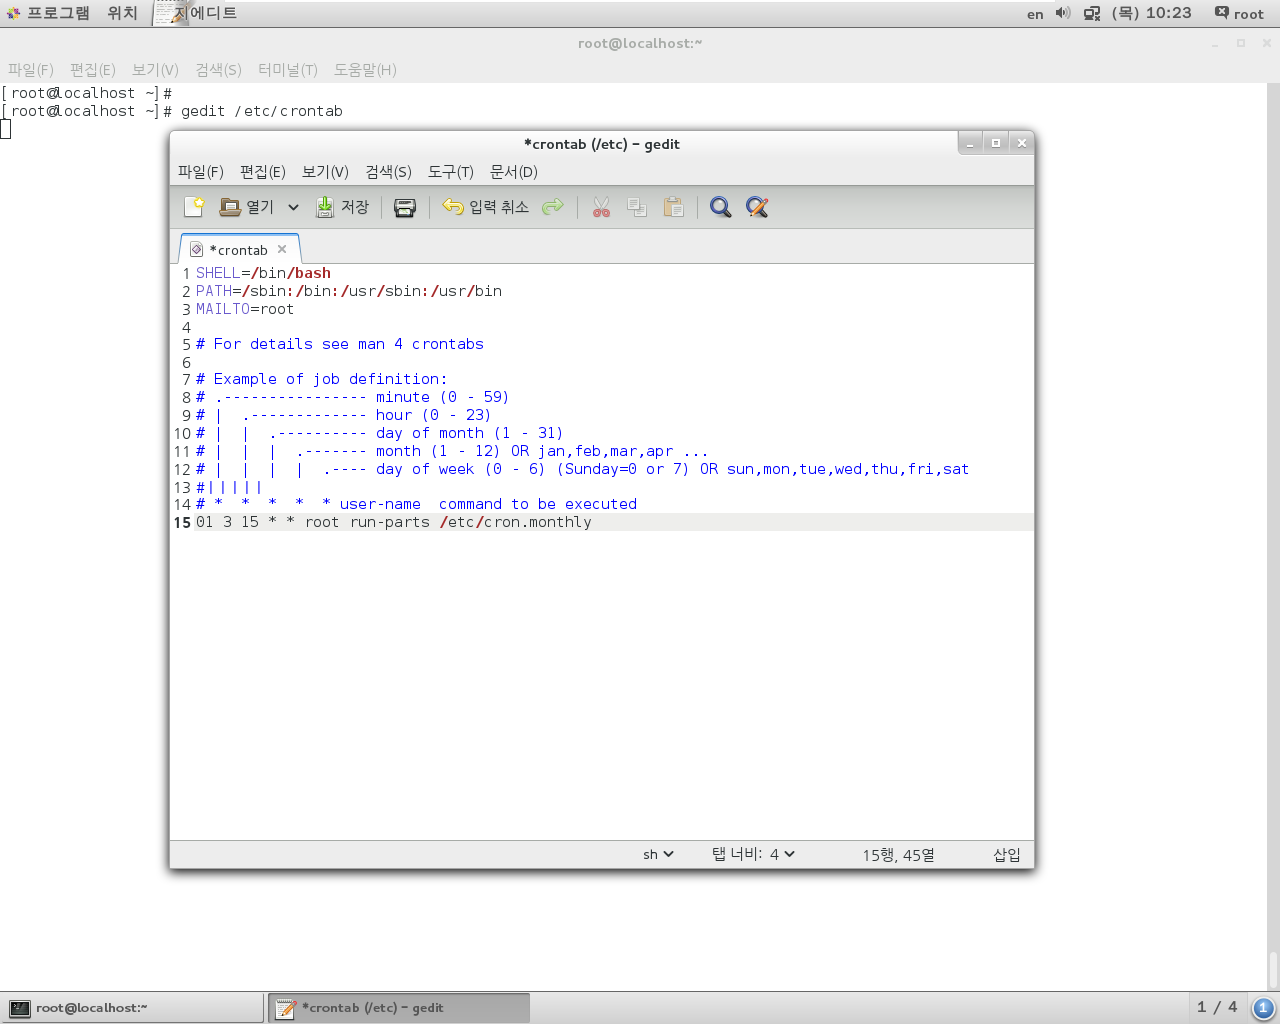 프로그램 위치 지에디트 en (목) 10:23 root
root@localhost:~
파일(F) 편집(E) 보기(V) 검색(S) 터미널(T) 도움말(H)
[root@localhost ~]#
[root@localhost ~]# gedit /etc/crontab
*crontab (/etc) - gedit
파일(F) 편집(E) 보기(V) 검색(S) 도구(T) 문서(D)
열기 저장 입력 취소
*crontab
1 SHELL=/bin/bash
2 PATH=/sbin:/bin:/usr/sbin:/usr/bin
3 MAILTO=root
4
5 # For details see man 4 crontabs
6
7 # Example of job definition:
8 # .---------------- minute (0 - 59)
9 # |  .------------- hour (0 - 23)
10 # |  |  .---------- day of month (1 - 31)
11 # |  |  |  .------- month (1 - 12) OR jan,feb,mar,apr ...
12 # |  |  |  |  .---- day of week (0 - 6) (Sunday=0 or 7) OR sun,mon,tue,wed,thu,fri,sat
13 #|||||
14 # *  *  *  *  * user-name  command to be executed
15 01 3 15 * * root run-parts /etc/cron.monthly
sh 탭 너비: 4 15행, 45열 삽입
root@localhost:~ *crontab (/etc) - gedit 1 / 4 1